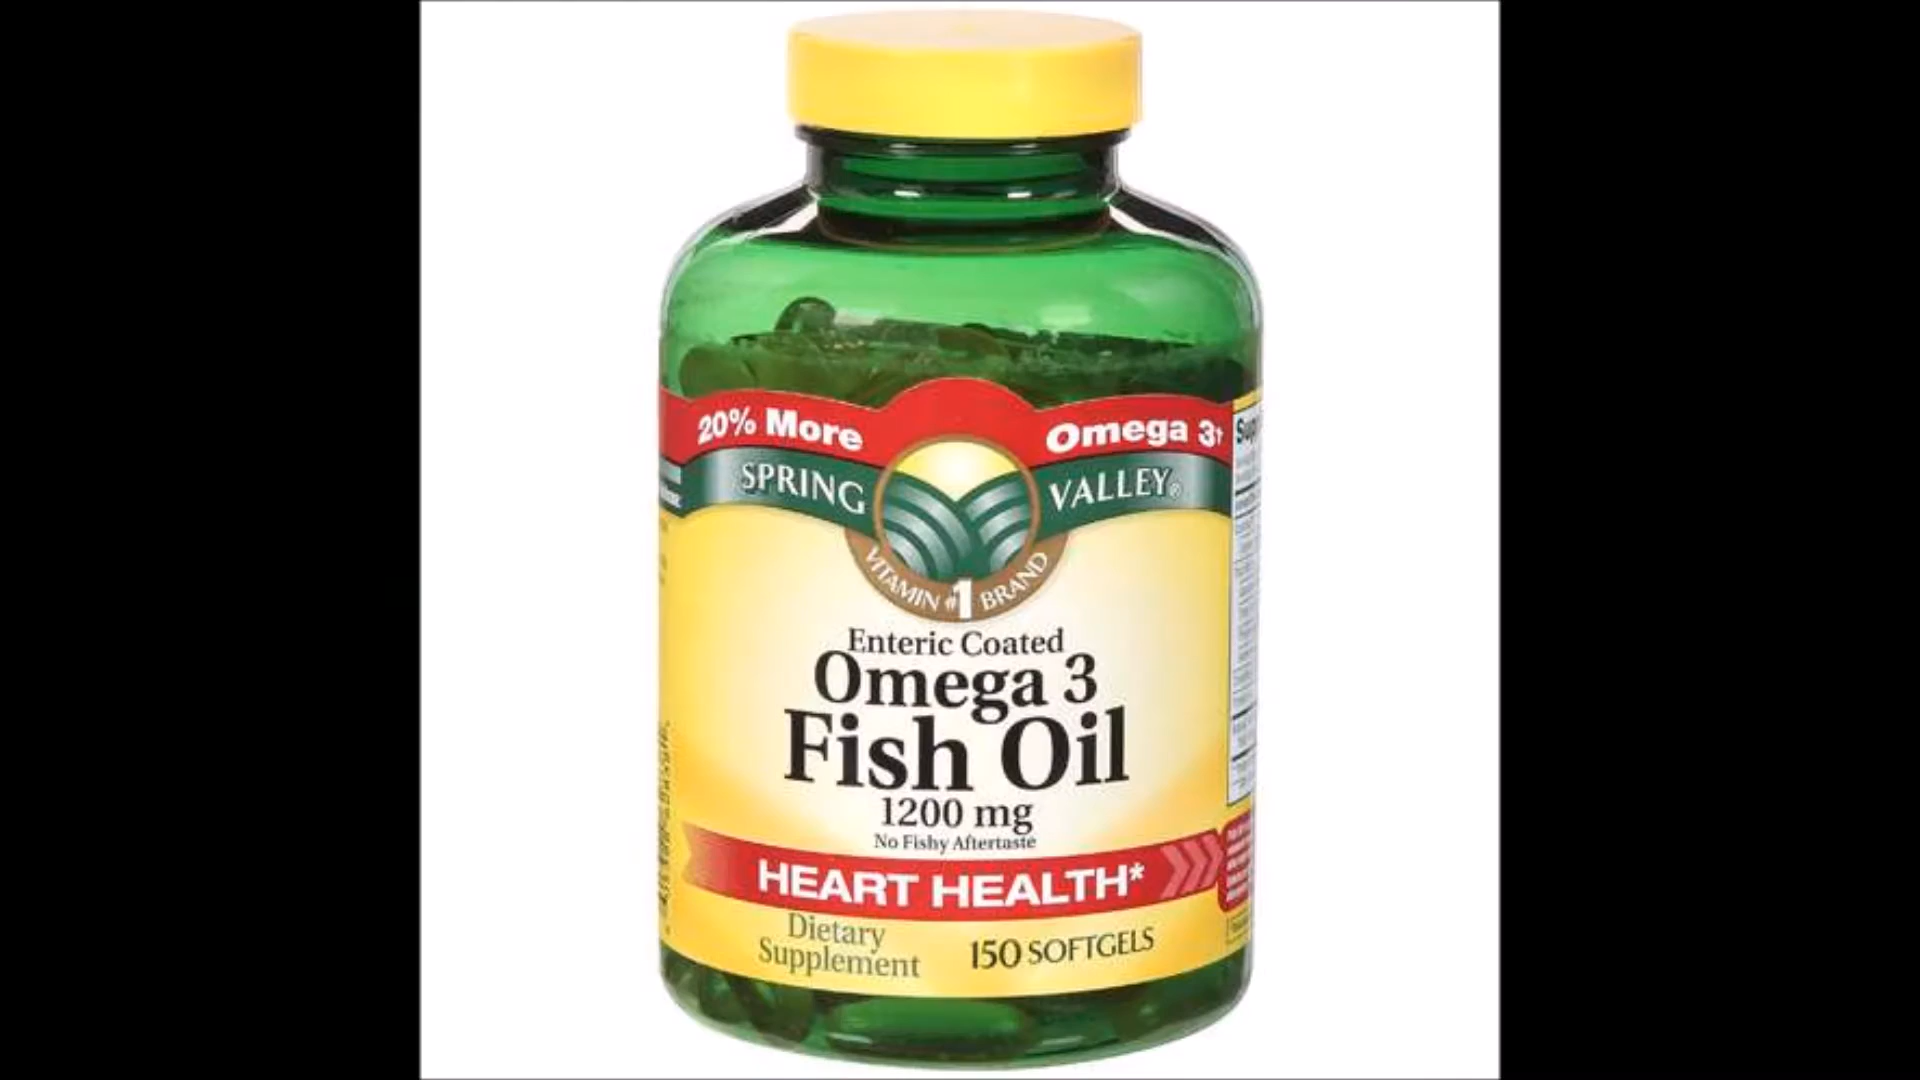 20% More Omega 3†
SPRING VALLEY®
VITAMIN #1 BRAND
Enteric Coated
Omega 3
Fish Oil
1200 mg
No Fishy Aftertaste
HEART HEALTH*
Dietary
Supplement
150 SOFTGELS